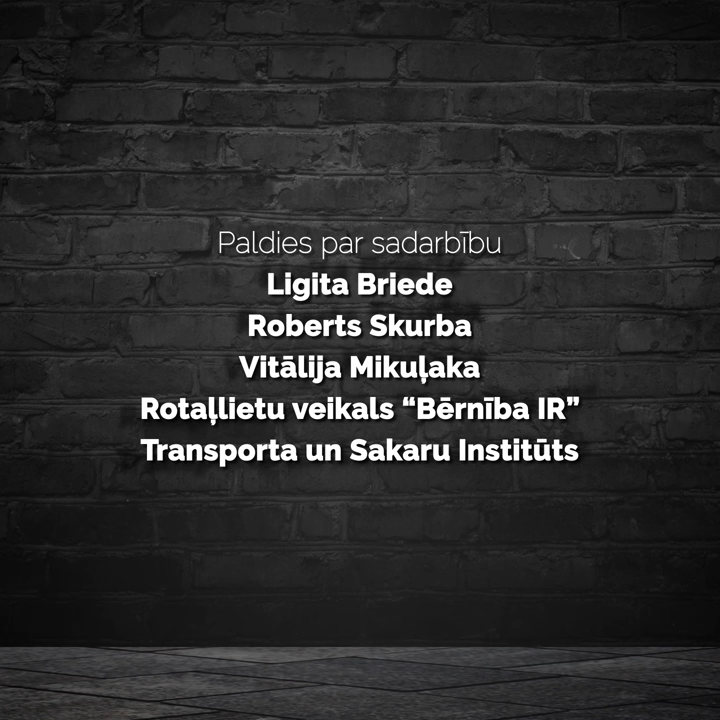 Paldies par sadarbību
Ligita Briede
Roberts Skurba
Vitālija Mikuļaka
Rotaļlietu veikals “Bērnība IR”
Transporta un Sakaru Institūts